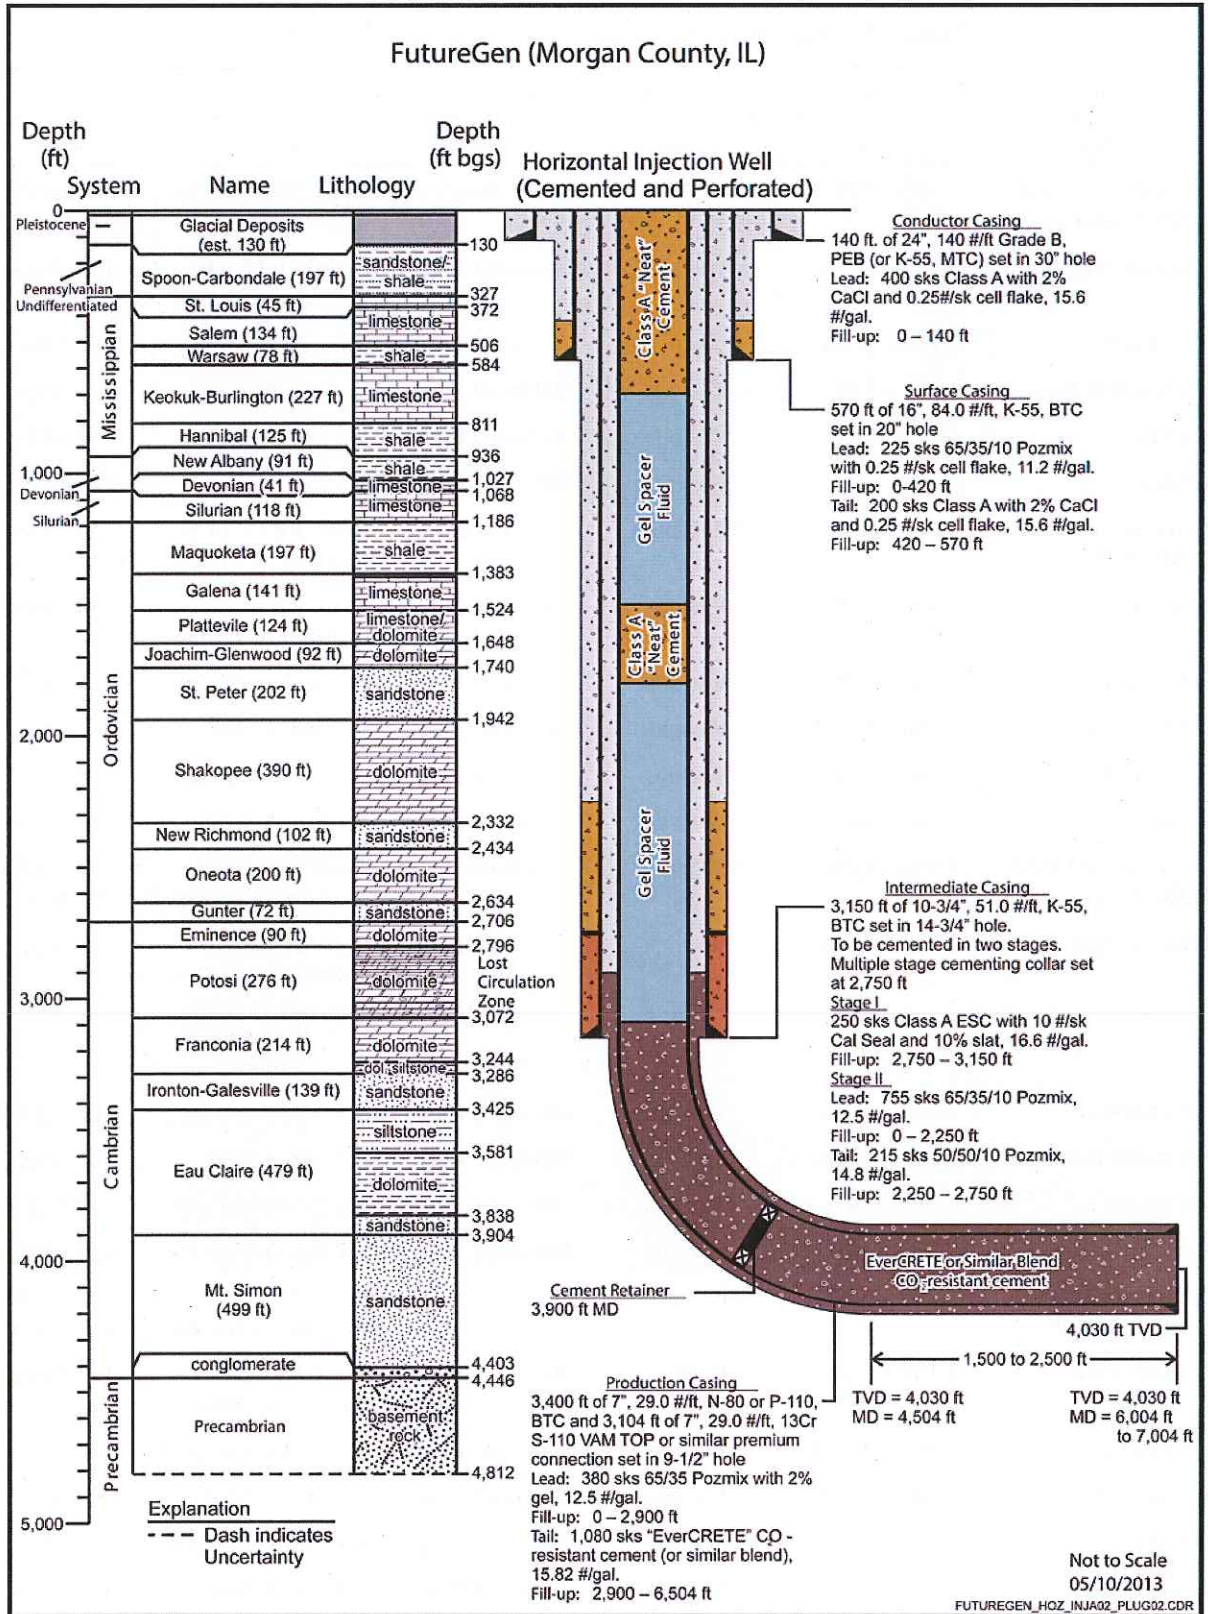 FutureGen (Morgan County, IL)
Depth
(ft)
System
Name
Lithology
Depth
(ft bgs)
Horizontal Injection Well
(Cemented and Perforated)
0
1,000
2,000
3,000
4,000
5,000
Pleistocene
Pennsylvanian
Undifferentiated
Mississippian
Devonian
Silurian
Ordovician
Cambrian
Precambrian
Glacial Deposits
(est. 130 ft)
130
Spoon-Carbondale (197 ft)
sandstone/
shale
327
St. Louis (45 ft)
372
Salem (134 ft)
limestone
506
Warsaw (78 ft)
shale
584
Keokuk-Burlington (227 ft)
limestone
811
Hannibal (125 ft)
shale
936
New Albany (91 ft)
shale
1,027
Devonian (41 ft)
limestone
1,068
Silurian (118 ft)
limestone
1,186
Maquoketa (197 ft)
shale
1,383
Galena (141 ft)
limestone
1,524
Plattevile (124 ft)
limestone/
dolomite
1,648
Joachim-Glenwood (92 ft)
dolomite
1,740
St. Peter (202 ft)
sandstone
1,942
Shakopee (390 ft)
dolomite
2,332
New Richmond (102 ft)
sandstone
2,434
Oneota (200 ft)
dolomite
2,634
Gunter (72 ft)
sandstone
2,706
Eminence (90 ft)
dolomite
2,796
Potosi (276 ft)
dolomite
Lost
Circulation
Zone
3,072
Franconia (214 ft)
dolomite
3,244
dol. siltstone
3,286
Ironton-Galesville (139 ft)
sandstone
3,425
Eau Claire (479 ft)
siltstone
3,581
dolomite
3,838
sandstone
3,904
Mt. Simon
(499 ft)
sandstone
4,403
conglomerate
4,446
Precambrian
basement
rock
4,812
Explanation
Dash indicates
Uncertainty
Class A "Neat"
Cement
Gel Spacer
Fluid
Class A
"Neat"
Cement
Gel Spacer
Fluid
EverCRETE or Similar Blend
CO2-resistant cement
Conductor Casing
140 ft. of 24", 140 #/ft Grade B,
PEB (or K-55, MTC) set in 30" hole
Lead: 400 sks Class A with 2%
CaCl and 0.25#/sk cell flake, 15.6
#/gal.
Fill-up: 0 – 140 ft
Surface Casing
570 ft of 16", 84.0 #/ft, K-55, BTC
set in 20" hole
Lead: 225 sks 65/35/10 Pozmix
with 0.25 #/sk cell flake, 11.2 #/gal.
Fill-up: 0-420 ft
Tail: 200 sks Class A with 2% CaCl
and 0.25 #/sk cell flake, 15.6 #/gal.
Fill-up: 420 – 570 ft
Intermediate Casing
3,150 ft of 10-3/4", 51.0 #/ft, K-55,
BTC set in 14-3/4" hole.
To be cemented in two stages.
Multiple stage cementing collar set
at 2,750 ft
Stage I
250 sks Class A ESC with 10 #/sk
Cal Seal and 10% slat, 16.6 #/gal.
Fill-up: 2,750 – 3,150 ft
Stage II
Lead: 755 sks 65/35/10 Pozmix,
12.5 #/gal.
Fill-up: 0 – 2,250 ft
Tail: 215 sks 50/50/10 Pozmix,
14.8 #/gal.
Fill-up: 2,250 – 2,750 ft
Cement Retainer
3,900 ft MD
4,030 ft TVD
1,500 to 2,500 ft
TVD = 4,030 ft
MD = 4,504 ft
TVD = 4,030 ft
MD = 6,004 ft
to 7,004 ft
Production Casing
3,400 ft of 7", 29.0 #/ft, N-80 or P-110,
BTC and 3,104 ft of 7", 29.0 #/ft, 13Cr
S-110 VAM TOP or similar premium
connection set in 9-1/2" hole
Lead: 380 sks 65/35 Pozmix with 2%
gel, 12.5 #/gal.
Fill-up: 0 – 2,900 ft
Tail: 1,080 sks "EverCRETE" CO2-
resistant cement (or similar blend),
15.82 #/gal.
Fill-up: 2,900 – 6,504 ft
Not to Scale
05/10/2013
FUTUREGEN_HOZ_INJA02_PLUG02.CDR